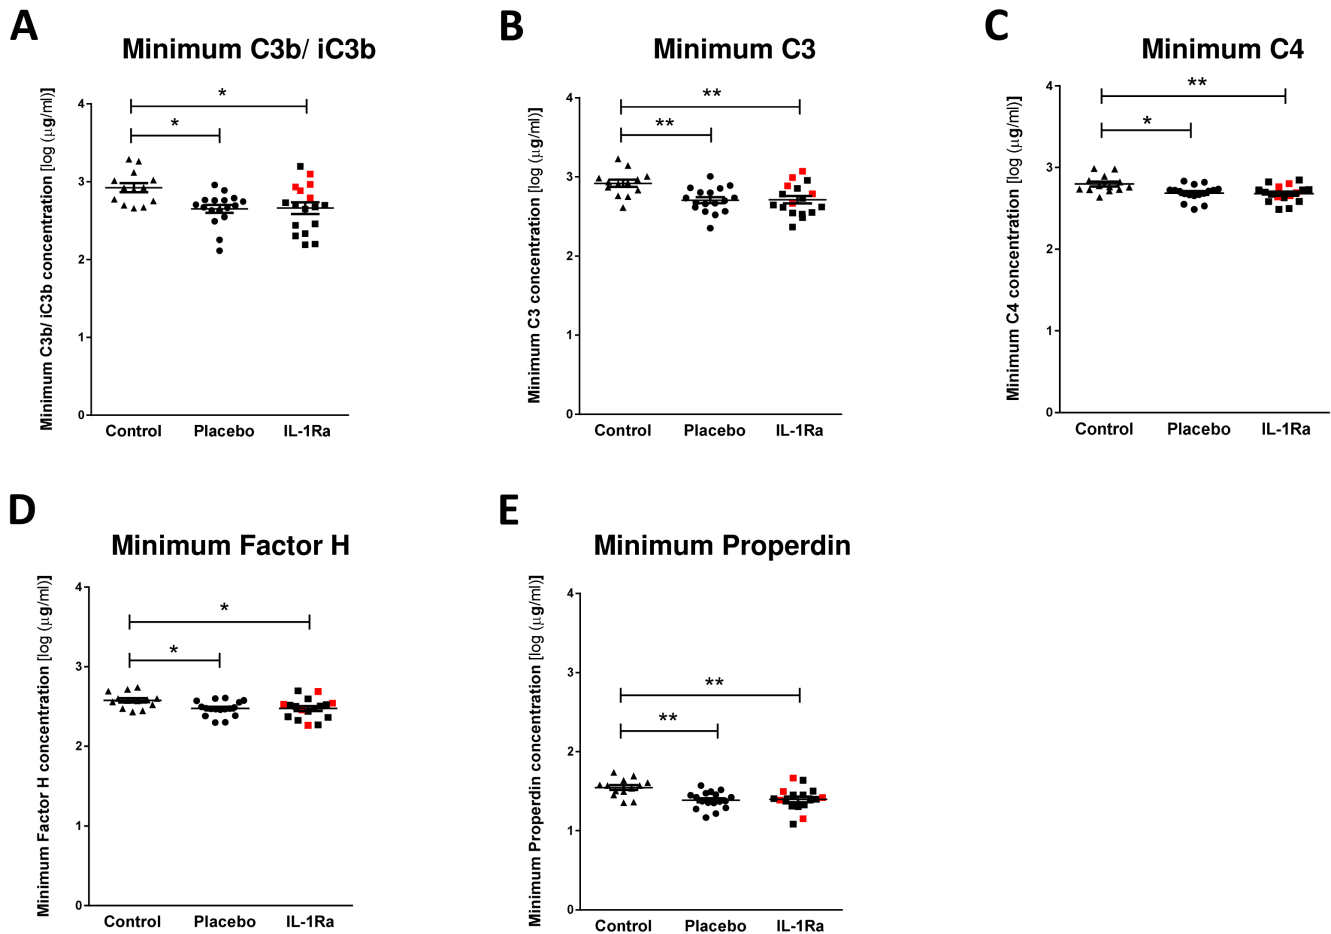 A
Minimum C3b/ iC3b
Minimum C3b/ iC3b concentration [log (μg/ml)]
4
3
2
1
0
*
*
Control Placebo IL-1Ra
B
Minimum C3
Minimum C3 concentration [log (μg/ml)]
4
3
2
1
0
**
**
Control Placebo IL-1Ra
C
Minimum C4
Minimum C4 concentration [log (μg/ml)]
4
3
2
1
0
**
*
Control Placebo IL-1Ra
D
Minimum Factor H
Minimum Factor H concentration [log (μg/ml)]
4
3
2
1
0
*
*
Control Placebo IL-1Ra
E
Minimum Properdin
Minimum Properdin concentration [log (μg/ml)]
4
3
2
1
0
**
**
Control Placebo IL-1Ra